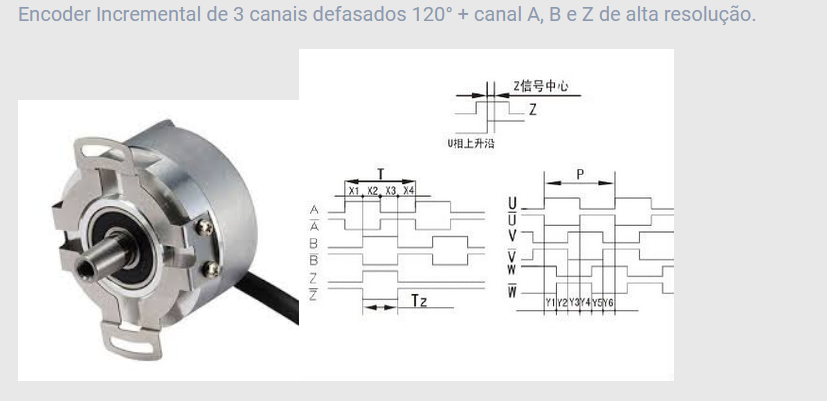 Encoder Incremental de 3 canais defasados 120° + canal A, B e Z de alta resolução.
Z信号中心
Z
U相上升沿
T
X1 X2 X3 X4
A
A̅
B
B̅
Z
Z̅
Tz
P
U
U̅
V
V̅
W
W̅
Y1 Y2 Y3 Y4 Y5 Y6